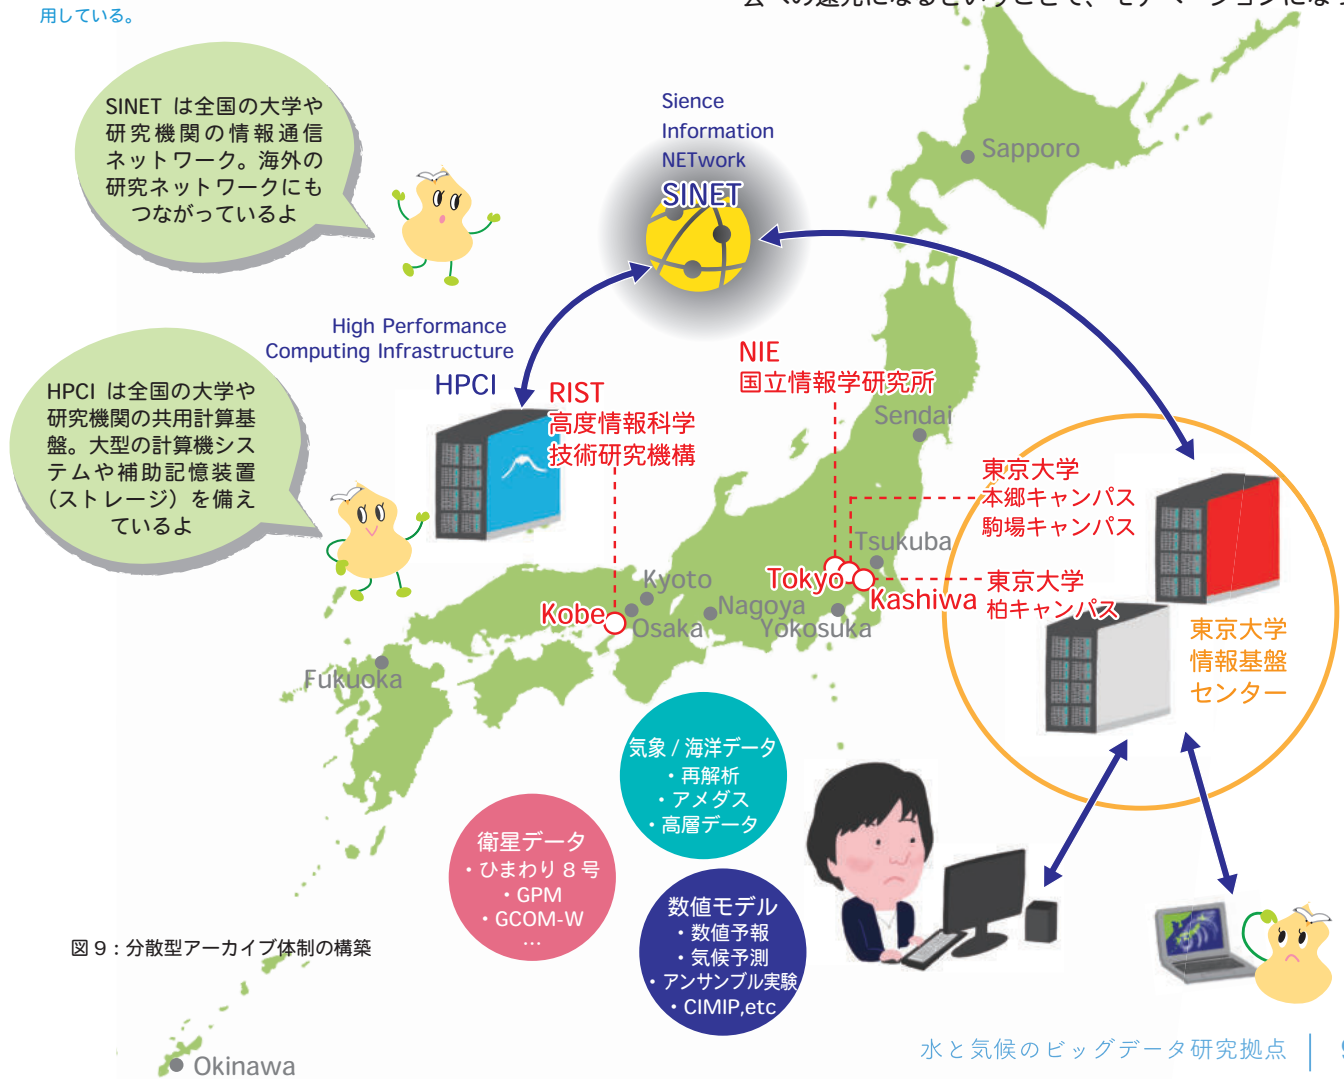 用している。
SINET は全国の大学や
研究機関の情報通信
ネットワーク。海外の
研究ネットワークにも
つながっているよ
Sience
Information
NETwork
SINET
Sapporo
High Performance
Computing Infrastructure
HPCI
HPCI は全国の大学や
研究機関の共用計算基
盤。大型の計算機シス
テムや補助記憶装置
（ストレージ）を備え
ているよ
RIST
高度情報科学
技術研究機構
NIE
国立情報学研究所
Sendai
東京大学
本郷キャンパス
駒場キャンパス
Tsukuba
Tokyo
Kashiwa
東京大学
柏キャンパス
Kyoto
Kobe
Osaka
Nagoya
Yokosuka
Fukuoka
東京大学
情報基盤
センター
気象 / 海洋データ
・再解析
・アメダス
・高層データ
衛星データ
・ひまわり 8 号
・GPM
・GCOM-W
…
数値モデル
・数値予報
・気候予測
・アンサンブル実験
・CIMIP,etc
図 9：分散型アーカイブ体制の構築
Okinawa
水と気候のビッグデータ研究拠点